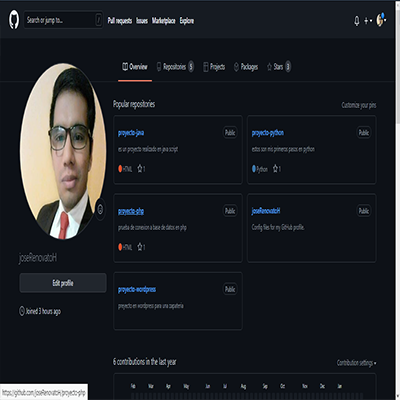 Search or jump to... /
Pull requests Issues Marketplace Explore
Overview Repositories 5 Projects Packages Stars 3
Popular repositories Customize your pins
proyecto-java Public
es un proyecto realizado en java script
HTML 1
proyecto-python Public
estos son mis primeros pasos en python
Python 1
proyecto-php Public
prueba de conexion a base de datos en php
HTML 1
joseRenovatoH Public
Config files for my GitHub profile.
proyecto-wordpress Public
proyecto en wordpress para una zapateria
joseRenovatoH
Edit profile
Joined 3 hours ago
6 contributions in the last year Contribution settings
Feb Mar Apr May Jun Jul Aug Sep Oct Nov Dec Jan
https://github.com/joseRenovatoH/proyecto-php